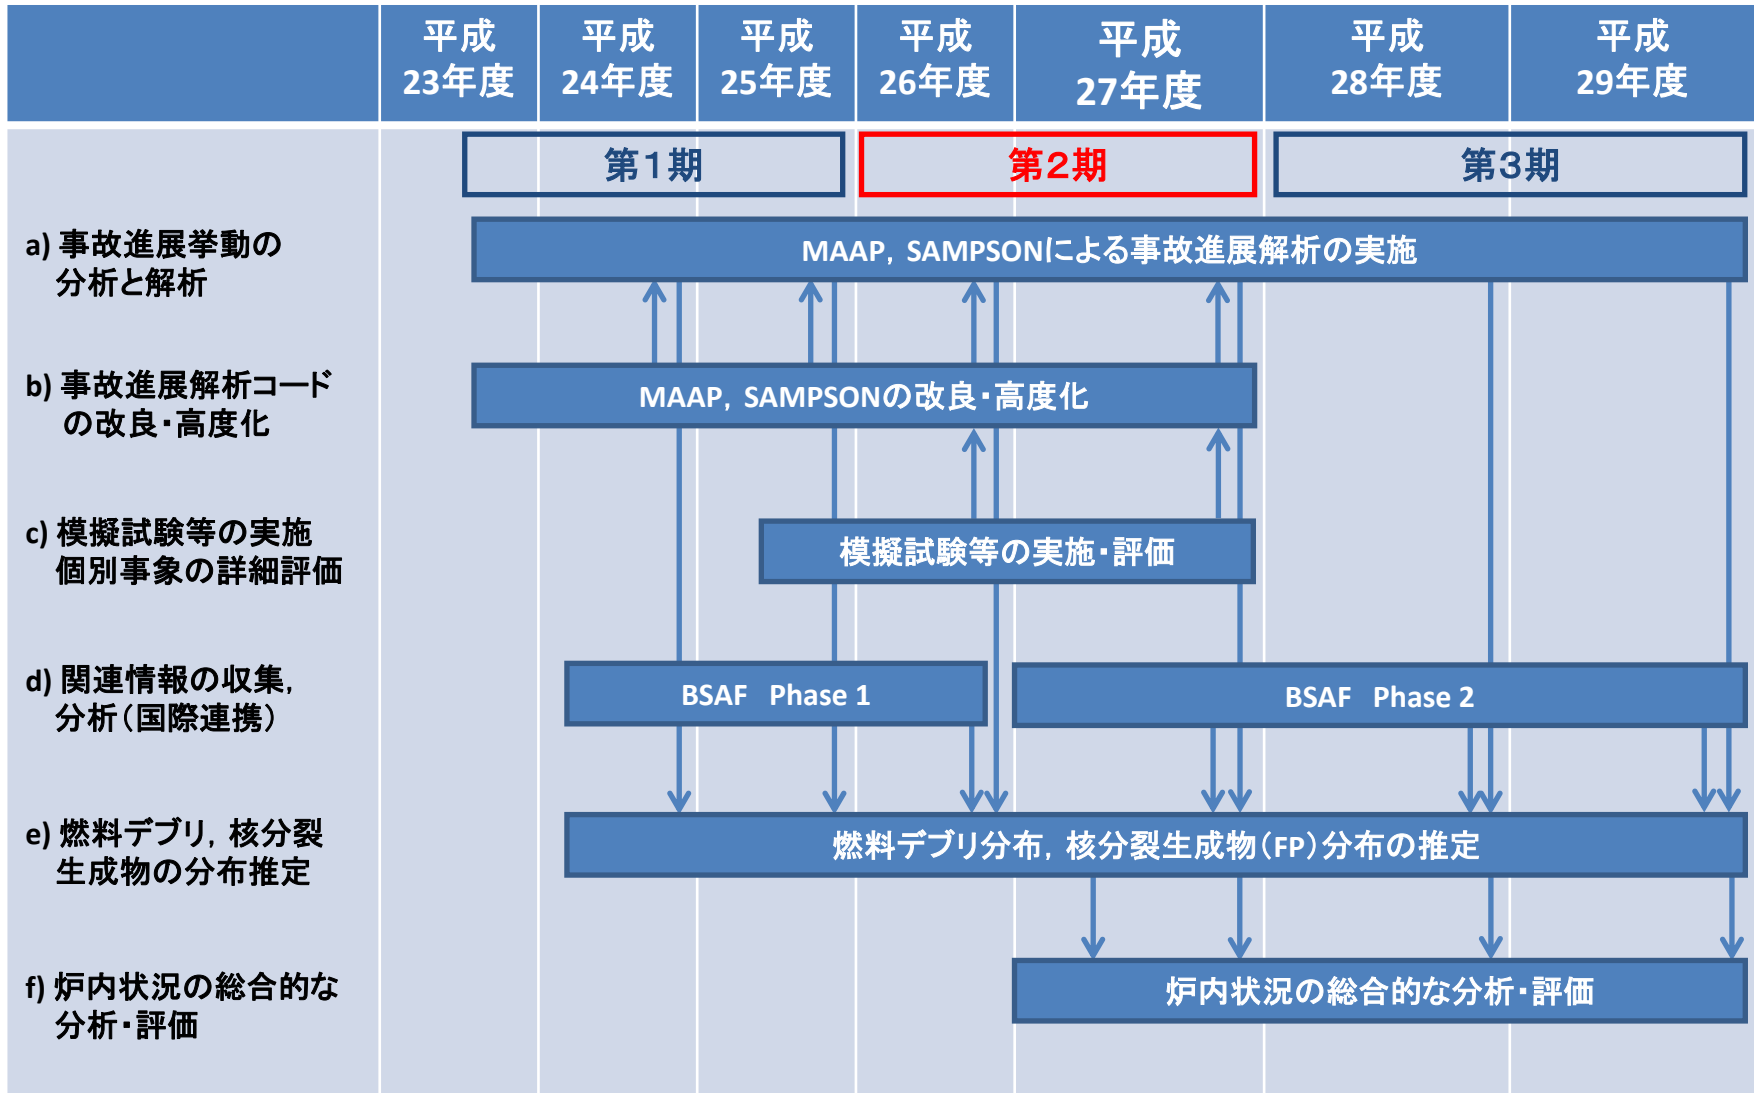 平成
23年度
平成
24年度
平成
25年度
平成
26年度
平成
27年度
平成
28年度
平成
29年度
第１期
第２期
第３期
a) 事故進展挙動の
分析と解析
MAAP，SAMPSONによる事故進展解析の実施
b) 事故進展解析コード
の改良・高度化
MAAP，SAMPSONの改良・高度化
c) 模擬試験等の実施
個別事象の詳細評価
模擬試験等の実施・評価
d) 関連情報の収集，
分析（国際連携）
BSAF Phase 1
BSAF Phase 2
e) 燃料デブリ，核分裂
生成物の分布推定
燃料デブリ分布，核分裂生成物（FP）分布の推定
f) 炉内状況の総合的な
分析・評価
炉内状況の総合的な分析・評価